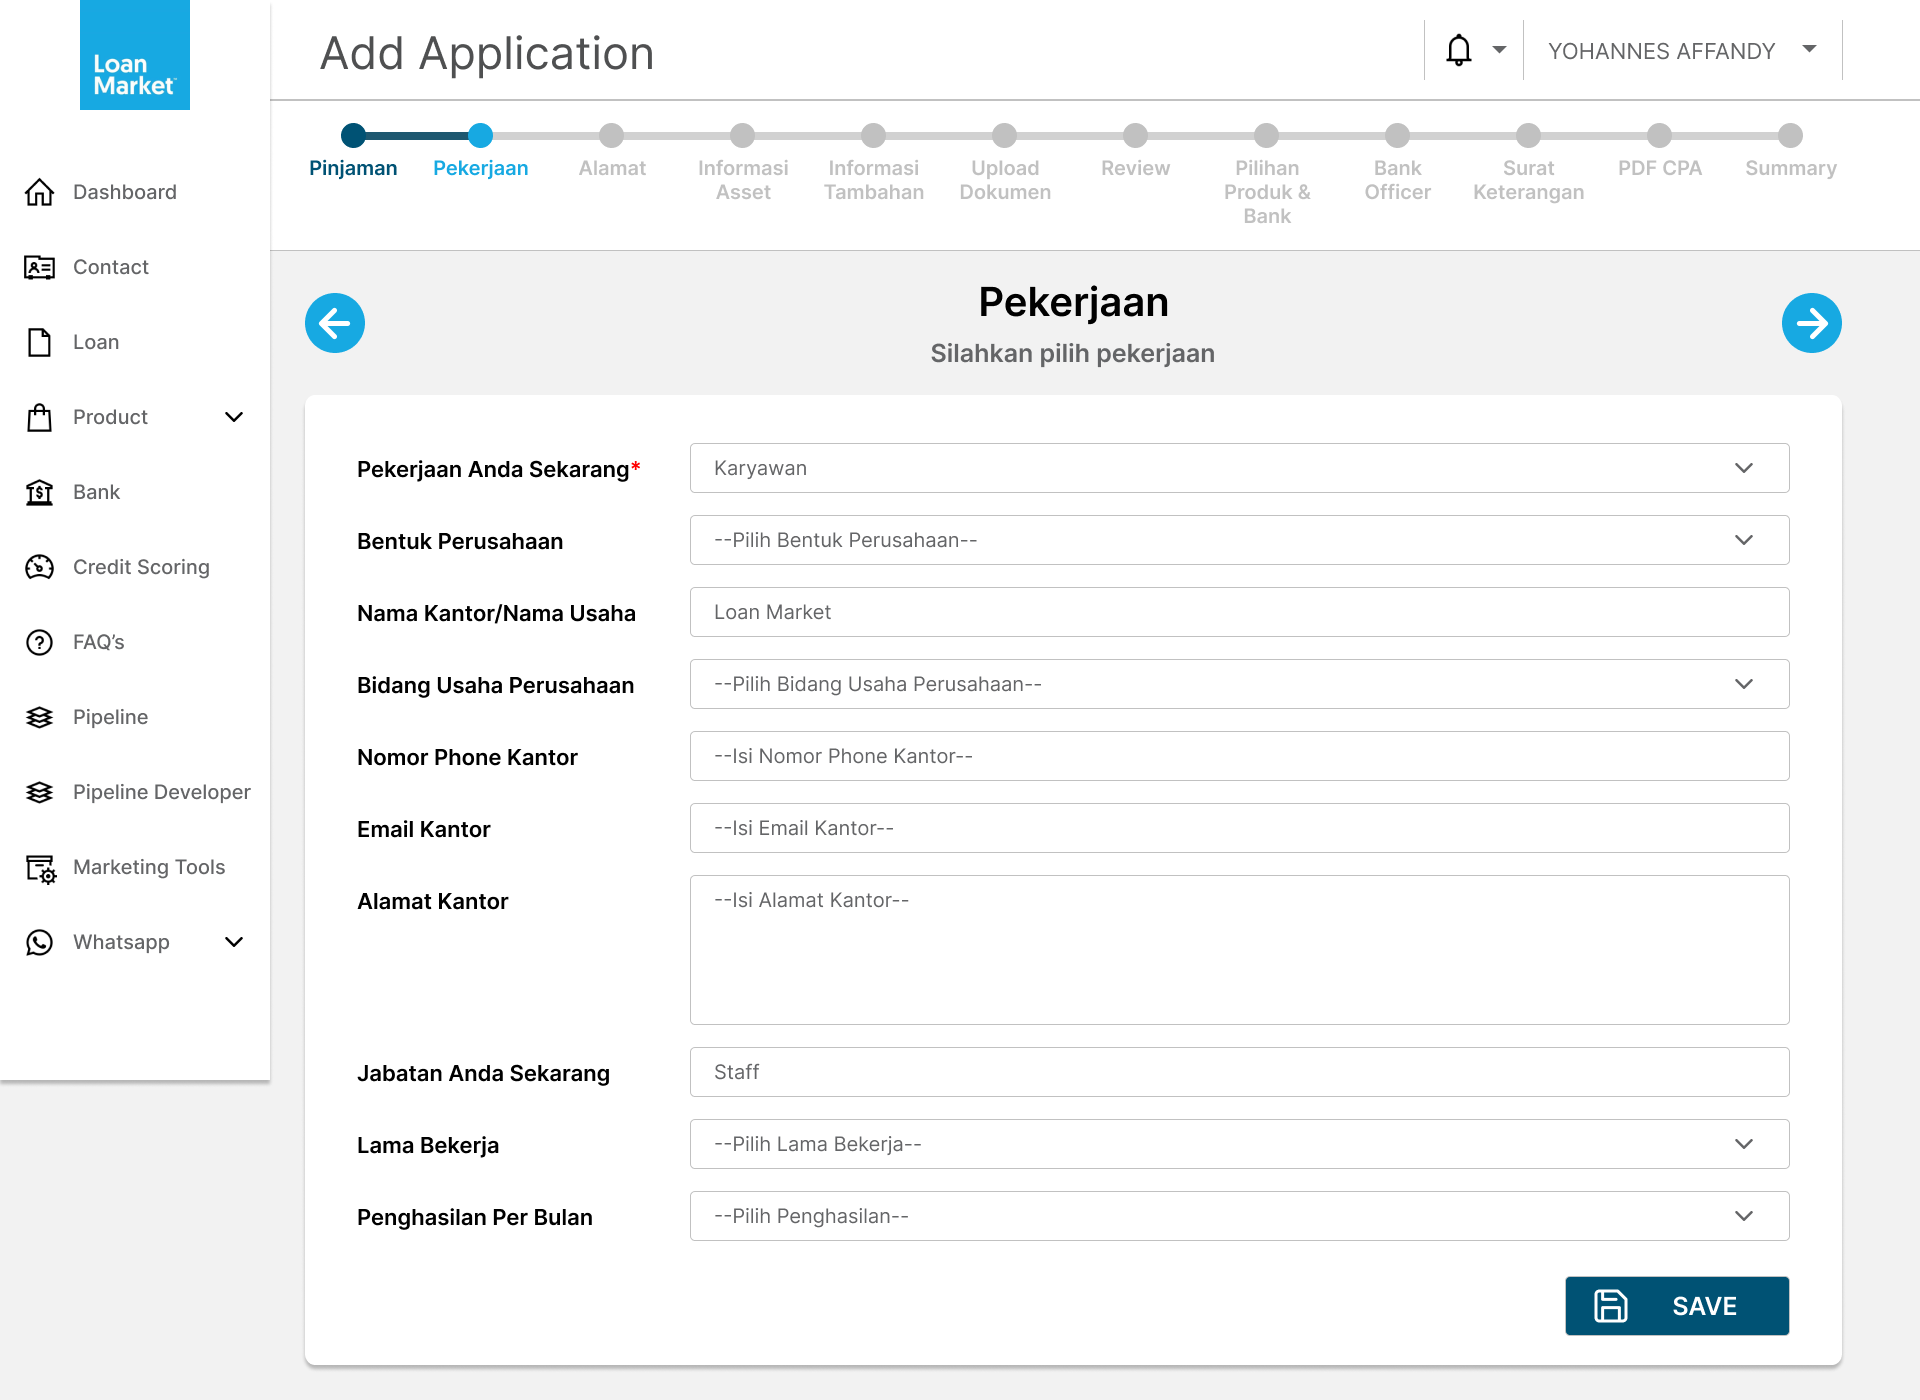 Loan
Market
Add Application
YOHANNES AFFANDY
Pinjaman
Pekerjaan
Alamat
Informasi
Asset
Informasi
Tambahan
Upload
Dokumen
Review
Pilihan
Produk &
Bank
Bank
Officer
Surat
Keterangan
PDF CPA
Summary
Dashboard
Contact
Loan
Product
Bank
Credit Scoring
FAQ's
Pipeline
Pipeline Developer
Marketing Tools
Whatsapp
Pekerjaan
Silahkan pilih pekerjaan
Pekerjaan Anda Sekarang*
Karyawan
Bentuk Perusahaan
--Pilih Bentuk Perusahaan--
Nama Kantor/Nama Usaha
Loan Market
Bidang Usaha Perusahaan
--Pilih Bidang Usaha Perusahaan--
Nomor Phone Kantor
--Isi Nomor Phone Kantor--
Email Kantor
--Isi Email Kantor--
Alamat Kantor
--Isi Alamat Kantor--
Jabatan Anda Sekarang
Staff
Lama Bekerja
--Pilih Lama Bekerja--
Penghasilan Per Bulan
--Pilih Penghasilan--
SAVE